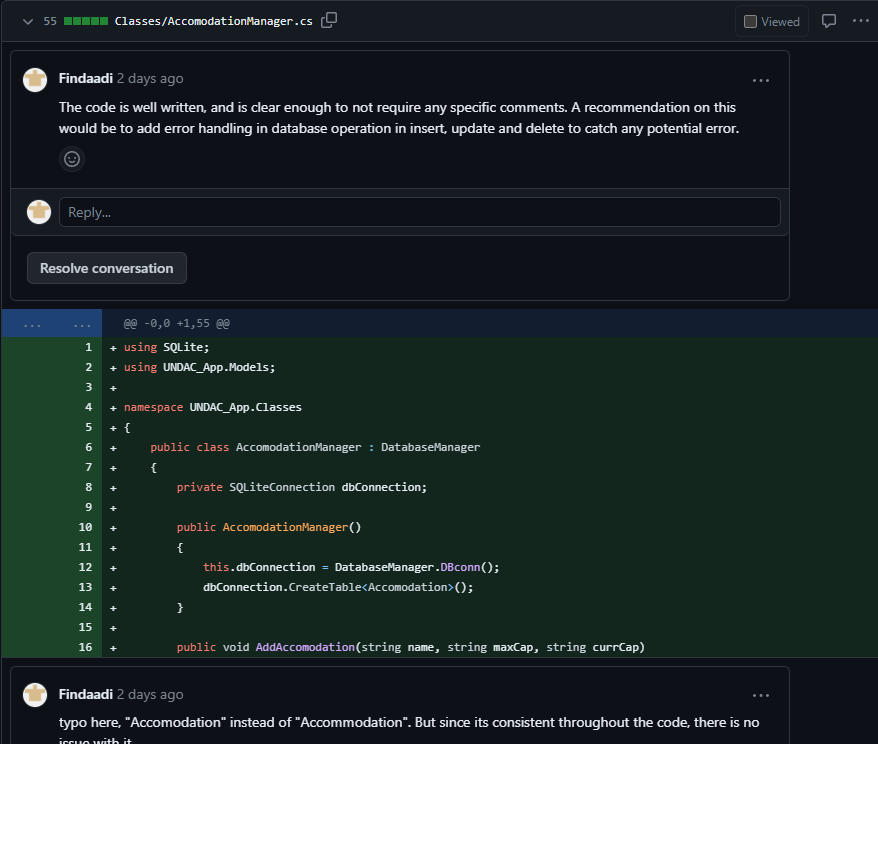 55 Classes/AccomodationManager.cs Viewed
Findaadi 2 days ago
The code is well written, and is clear enough to not require any specific comments. A recommendation on this
would be to add error handling in database operation in insert, update and delete to catch any potential error.
Reply...
Resolve conversation
... ... @@ -0,0 +1,55 @@
1 + using SQLite;
2 + using UNDAC_App.Models;
3 +
4 + namespace UNDAC_App.Classes
5 + {
6 + public class AccomodationManager : DatabaseManager
7 + {
8 + private SQLiteConnection dbConnection;
9 +
10 + public AccomodationManager()
11 + {
12 + this.dbConnection = DatabaseManager.DBconn();
13 + dbConnection.CreateTable<Accomodation>();
14 + }
15 +
16 + public void AddAccomodation(string name, string maxCap, string currCap)
Findaadi 2 days ago
typo here, "Accomodation" instead of "Accommodation". But since its consistent throughout the code, there is no
issue with it